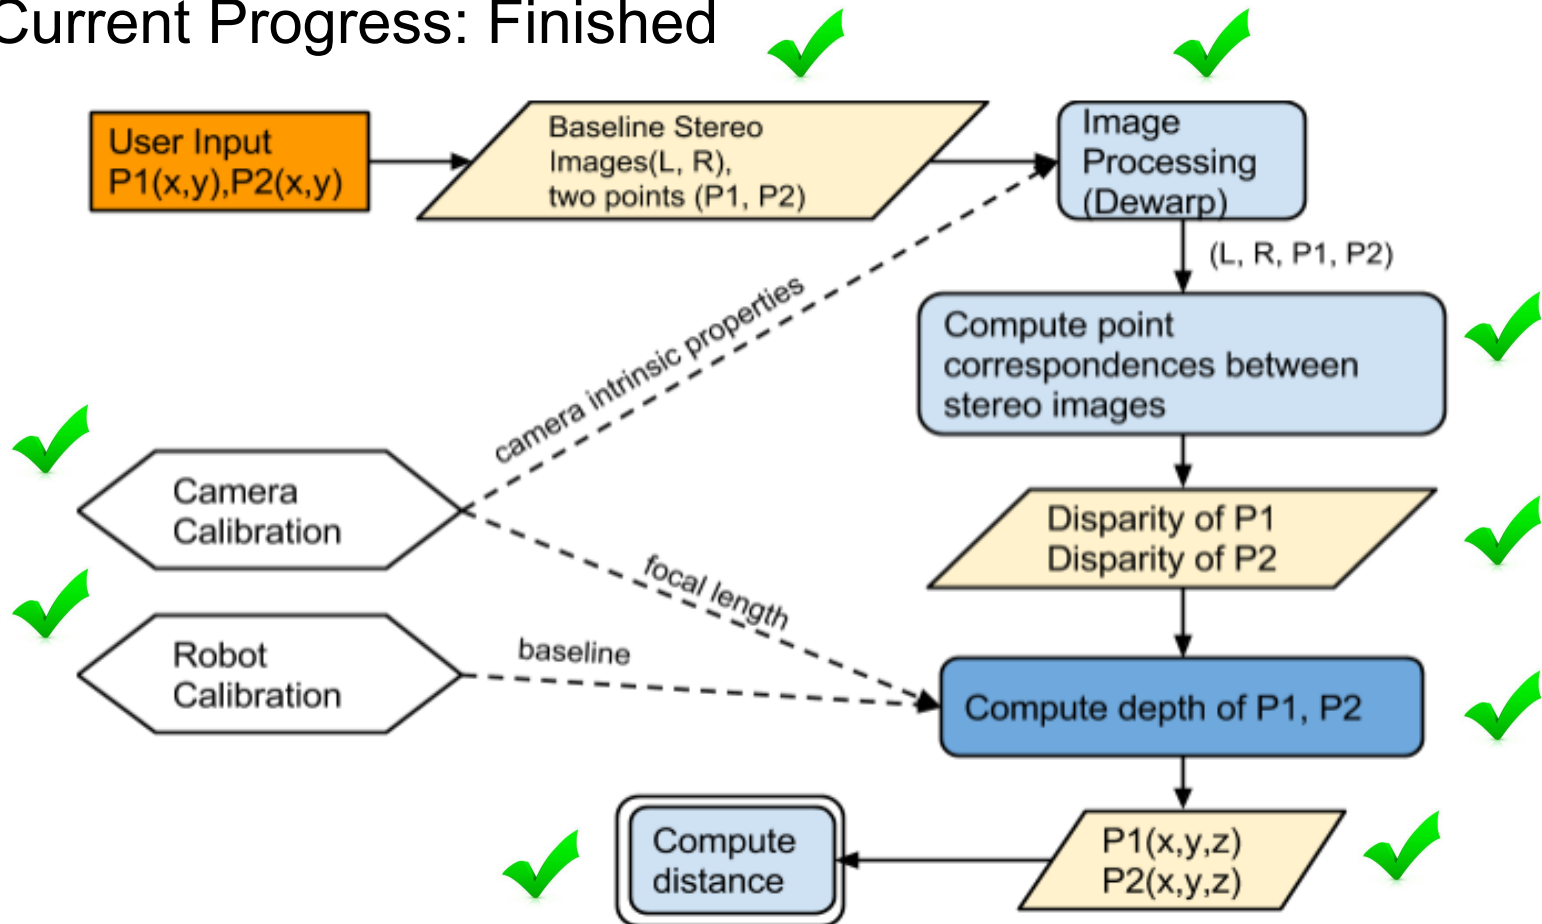 Current Progress: Finished
User Input
P1(x,y),P2(x,y)
Baseline Stereo
Images(L, R),
two points (P1, P2)
Image
Processing
(Dewarp)
(L, R, P1, P2)
camera intrinsic properties
Compute point
correspondences between
stereo images
Camera
Calibration
Disparity of P1
Disparity of P2
focal length
Robot
Calibration
baseline
Compute depth of P1, P2
Compute
distance
P1(x,y,z)
P2(x,y,z)